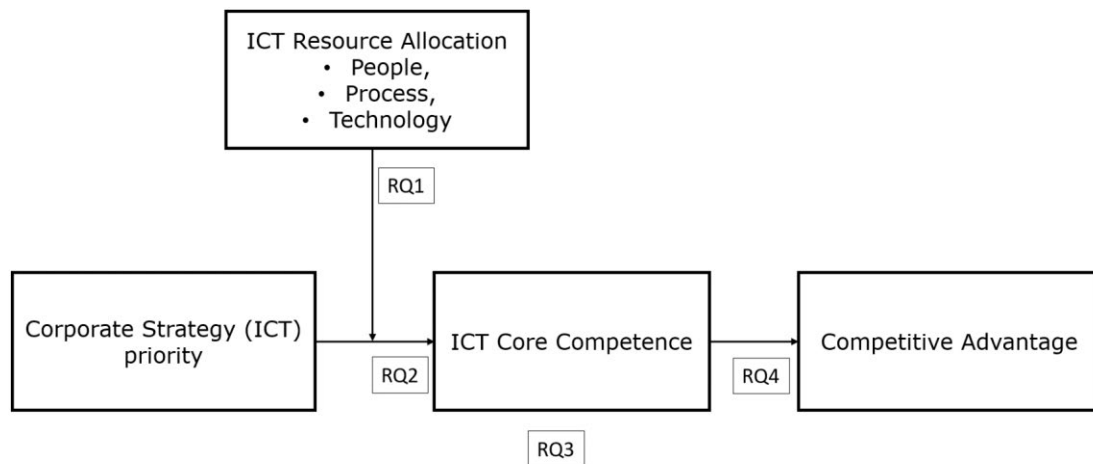 ICT Resource Allocation
• People,
• Process,
• Technology
RQ1
Corporate Strategy (ICT)
priority
RQ2
ICT Core Competence
RQ4
Competitive Advantage
RQ3